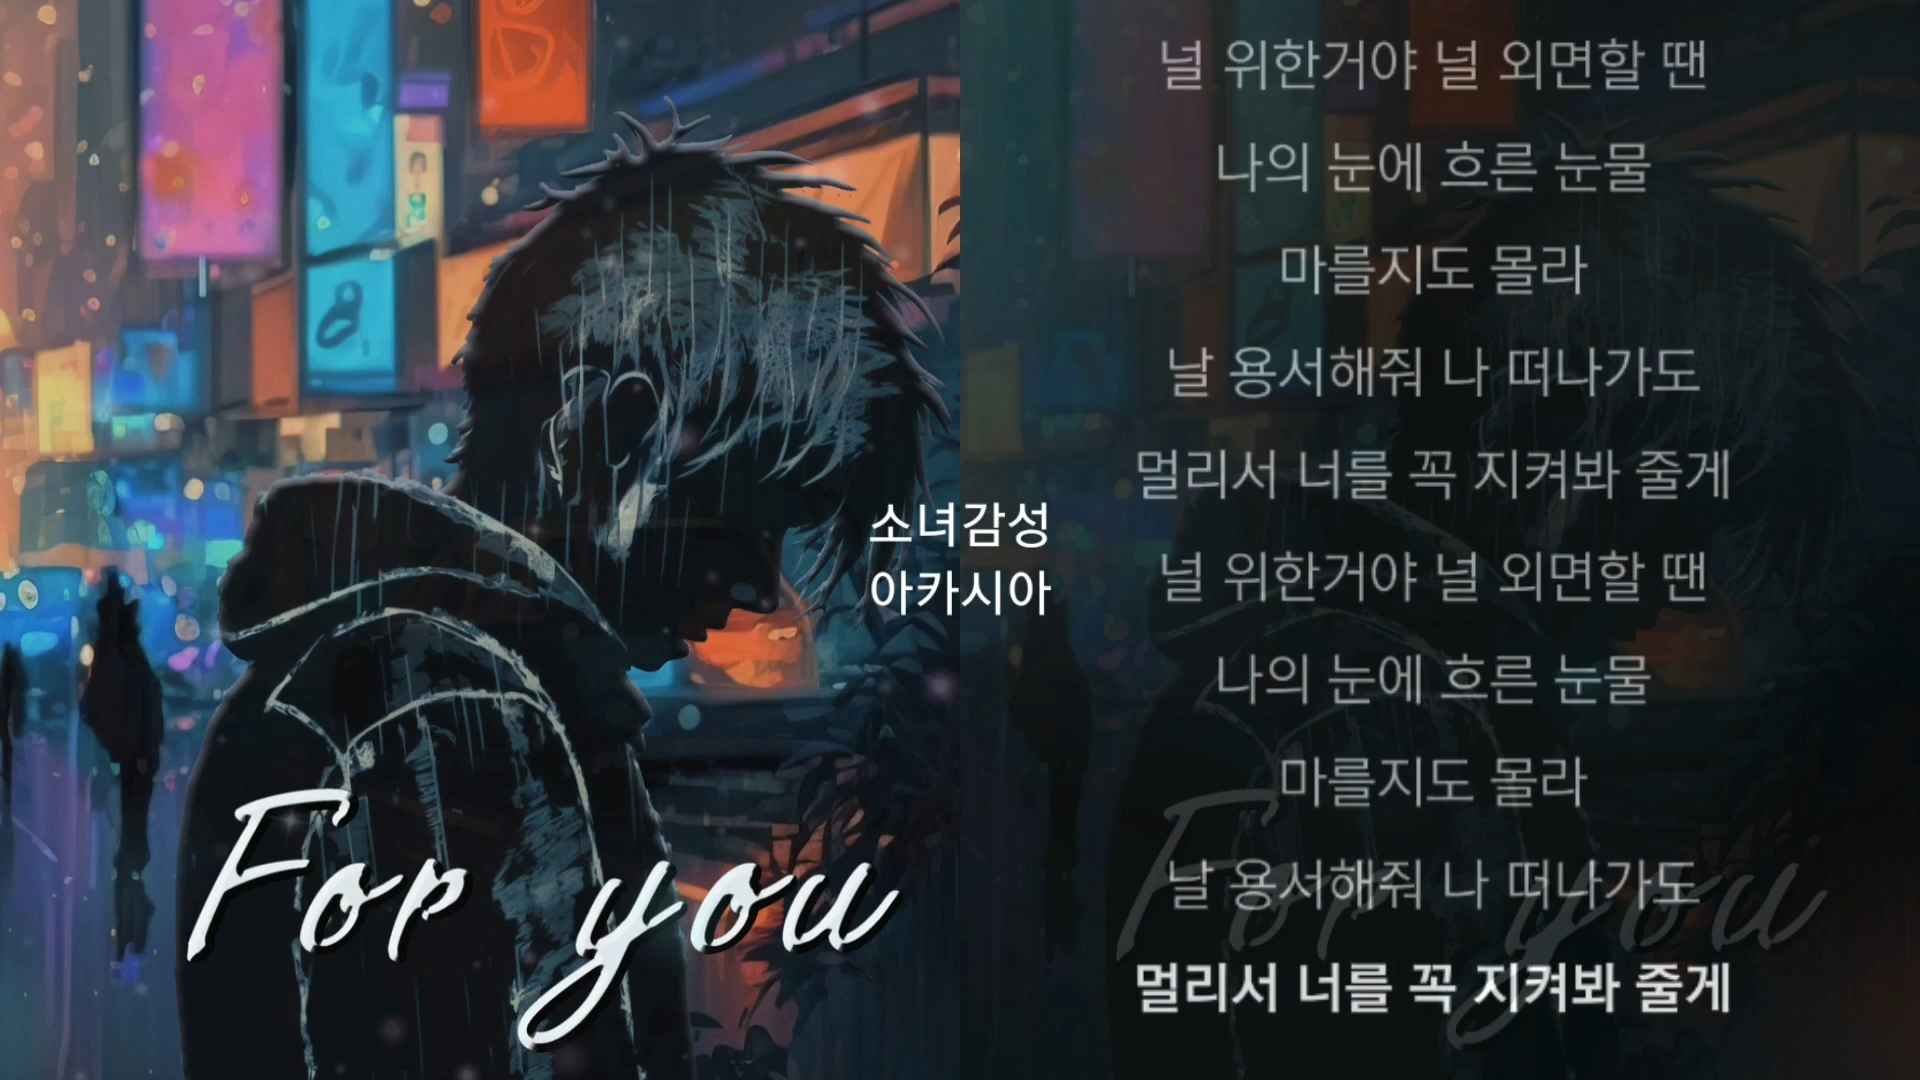 For you
소녀감성
아카시아
널 위한거야 널 외면할 땐
나의 눈에 흐른 눈물
마를지도 몰라
날 용서해줘 나 떠나가도
멀리서 너를 꼭 지켜봐 줄게
널 위한거야 널 외면할 땐
나의 눈에 흐른 눈물
마를지도 몰라
날 용서해줘 나 떠나가도
멀리서 너를 꼭 지켜봐 줄게
For you